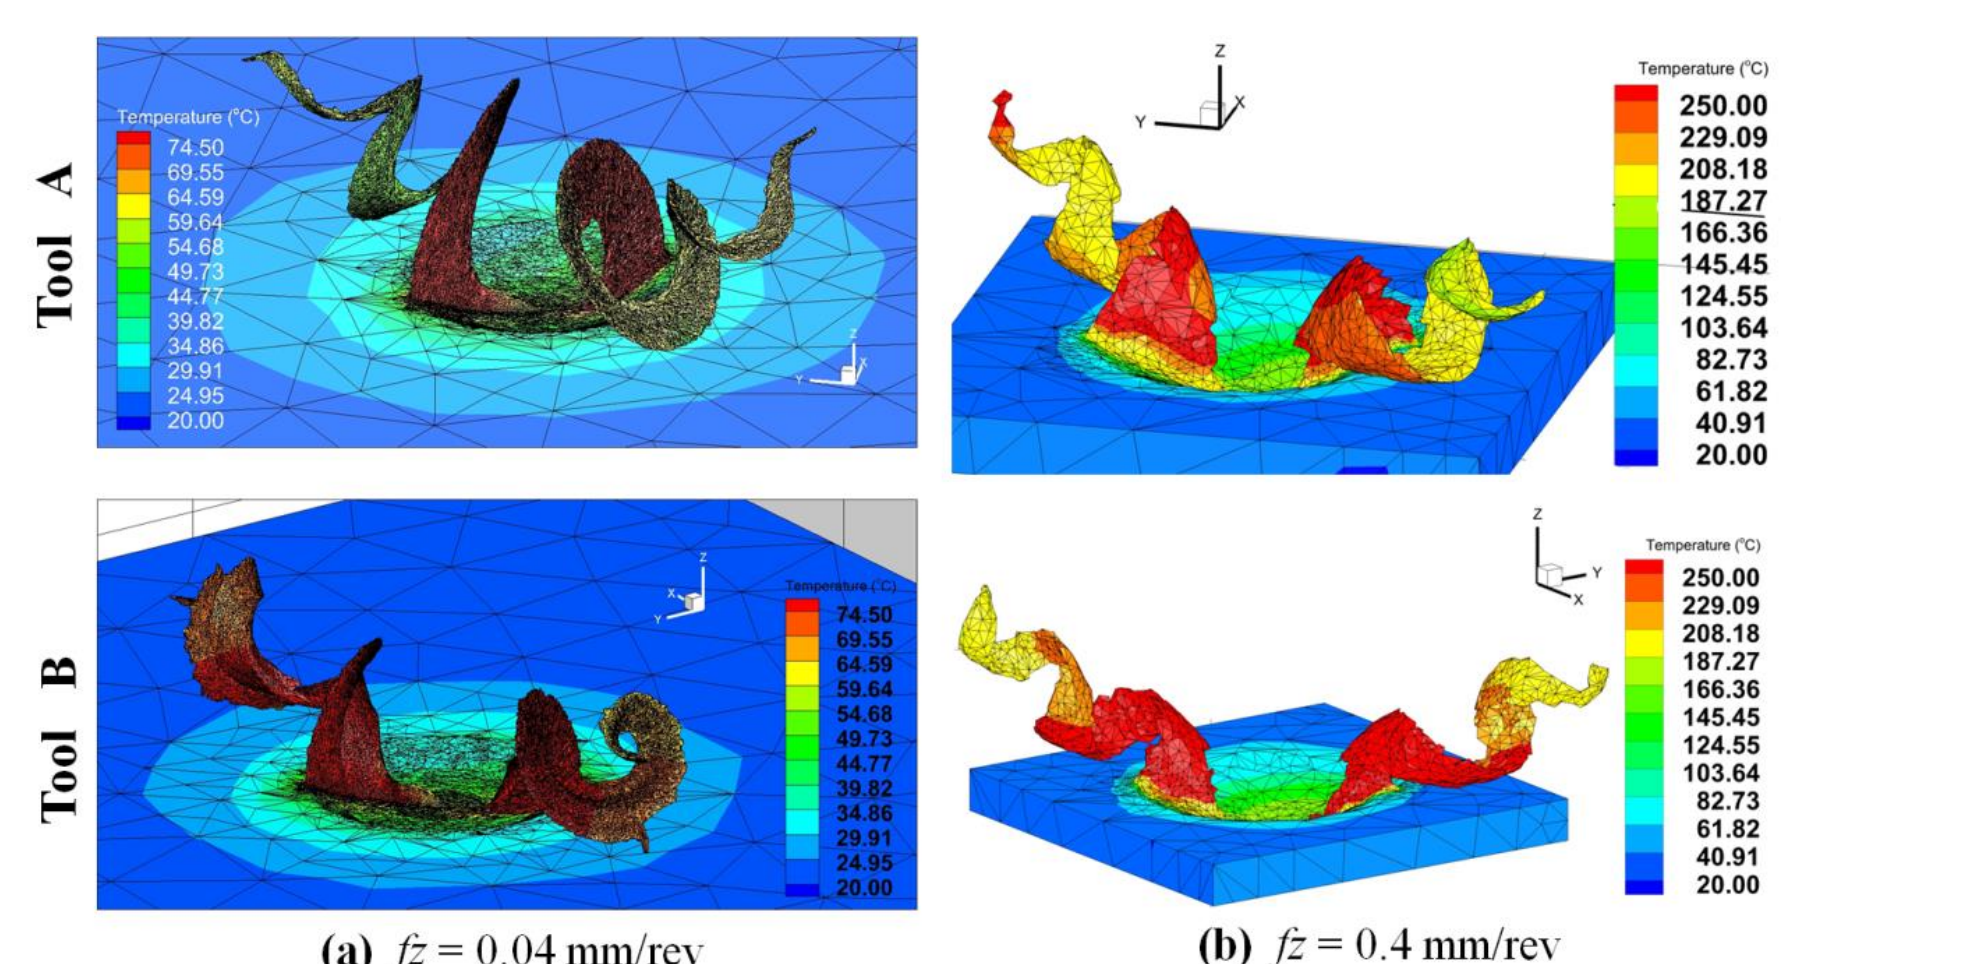 Tool A
Temperature (°C)
74.50
69.55
64.59
59.64
54.68
49.73
44.77
39.82
34.86
29.91
24.95
20.00
Z
X
Y
Z
X
Y
Temperature (°C)
250.00
229.09
208.18
187.27
166.36
145.45
124.55
103.64
82.73
61.82
40.91
20.00
Tool B
Z
X
Y
Temperature (°C)
74.50
69.55
64.59
59.64
54.68
49.73
44.77
39.82
34.86
29.91
24.95
20.00
Z
Y
X
Temperature (°C)
250.00
229.09
208.18
187.27
166.36
145.45
124.55
103.64
82.73
61.82
40.91
20.00
(a) fz = 0.04 mm/rev
(b) fz = 0.4 mm/rev